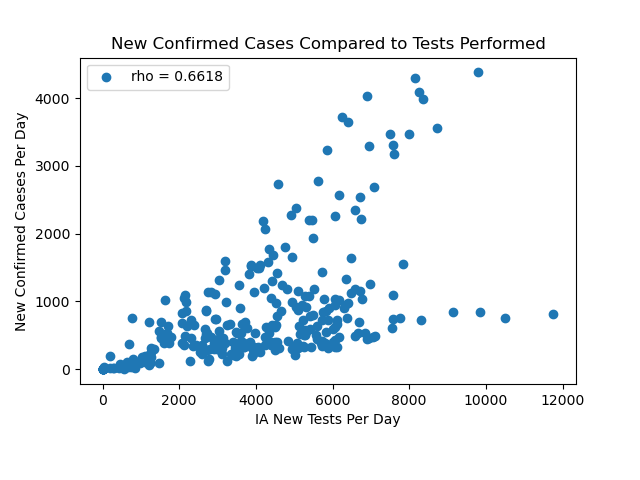 New Confirmed Cases Compared to Tests Performed
rho = 0.6618
New Confirmed Caeses Per Day
4000
3000
2000
1000
0
0 2000 4000 6000 8000 10000 12000
IA New Tests Per Day